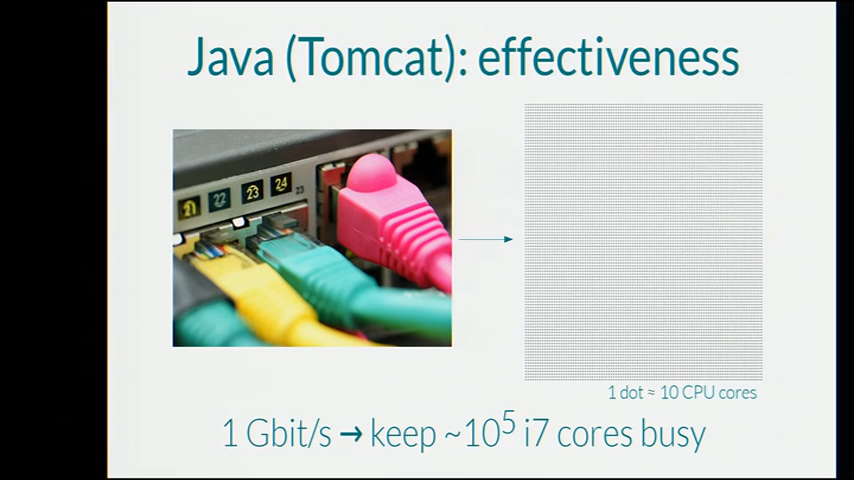 Java (Tomcat): effectiveness
21 22 23 24 23
1 dot ≈ 10 CPU cores
1 Gbit/s → keep ~10⁵ i7 cores busy